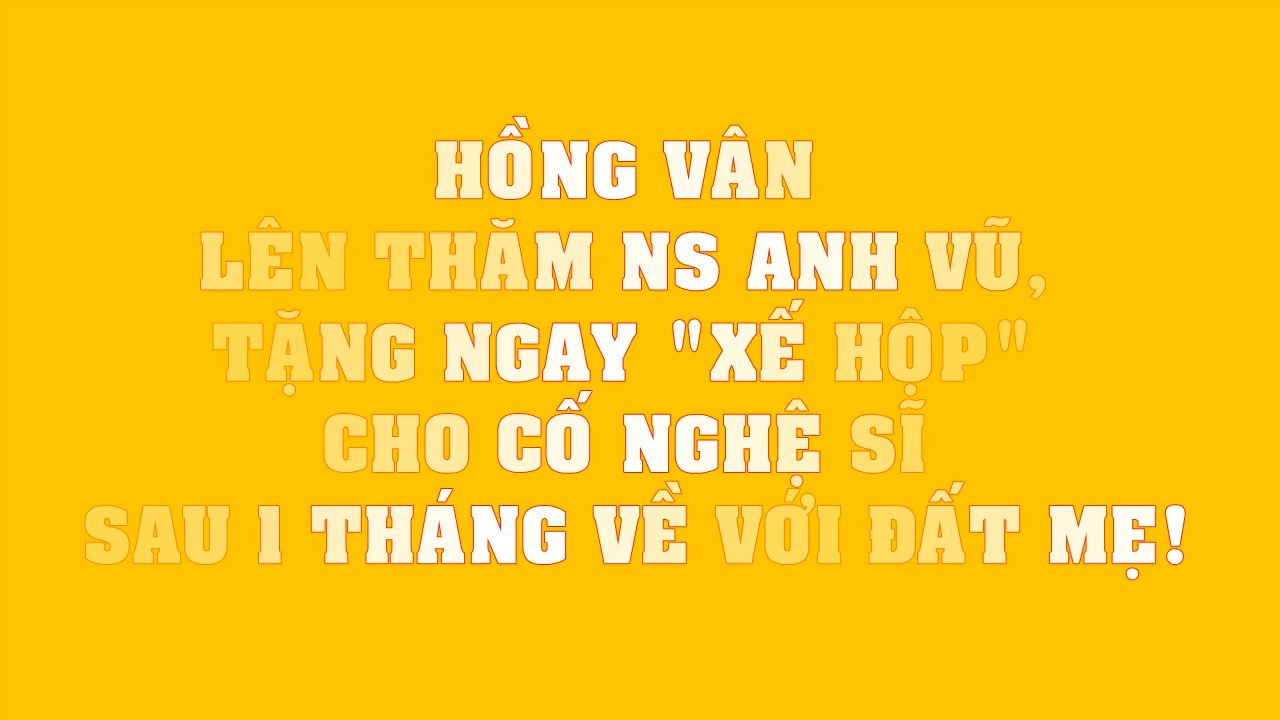 HỒNG VÂN
LÊN THĂM NS ANH VŨ,
TẶNG NGAY "XẾ HỘP"
CHO CỐ NGHỆ SĨ
SAU 1 THÁNG VỀ VỚI ĐẤT MẸ!